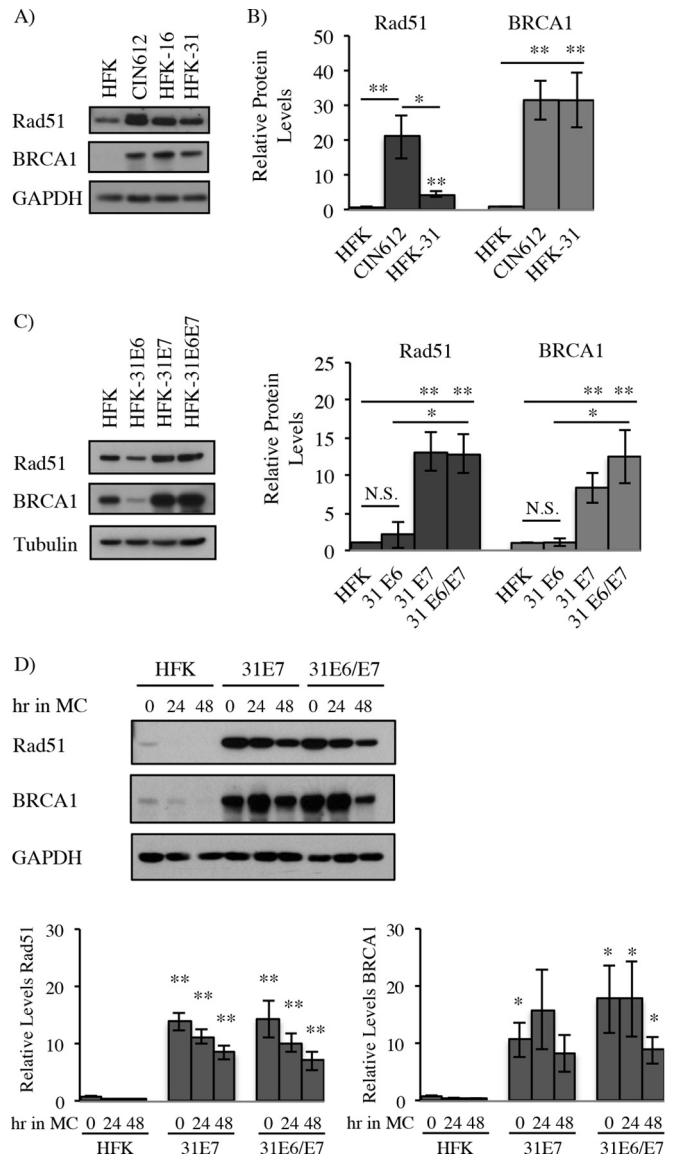 A)
HFK
CIN612
HFK-16
HFK-31
Rad51
BRCA1
GAPDH
B)
Rad51 BRCA1
Relative Protein
Levels
50
40
30
20
10
0
** * **
** **
HFK
CIN612
HFK-31
HFK
CIN612
HFK-31
C)
HFK
HFK-31E6
HFK-31E7
HFK-31E6E7
Rad51
BRCA1
Tubulin
Rad51 BRCA1
Relative Protein
Levels
25
20
15
10
5
0
** **
*
N.S.
** **
*
N.S.
HFK
31 E6
31 E7
31 E6/E7
HFK
31 E6
31 E7
31 E6/E7
D)
HFK 31E7 31E6/E7
hr in MC 0 24 48 0 24 48 0 24 48
Rad51
BRCA1
GAPDH
Relative Levels Rad51
30
20
10
0
** ** ** ** ** **
hr in MC 0 24 48 0 24 48 0 24 48
HFK 31E7 31E6/E7
Relative Levels BRCA1
30
20
10
0
* * * *
hr in MC 0 24 48 0 24 48 0 24 48
HFK 31E7 31E6/E7